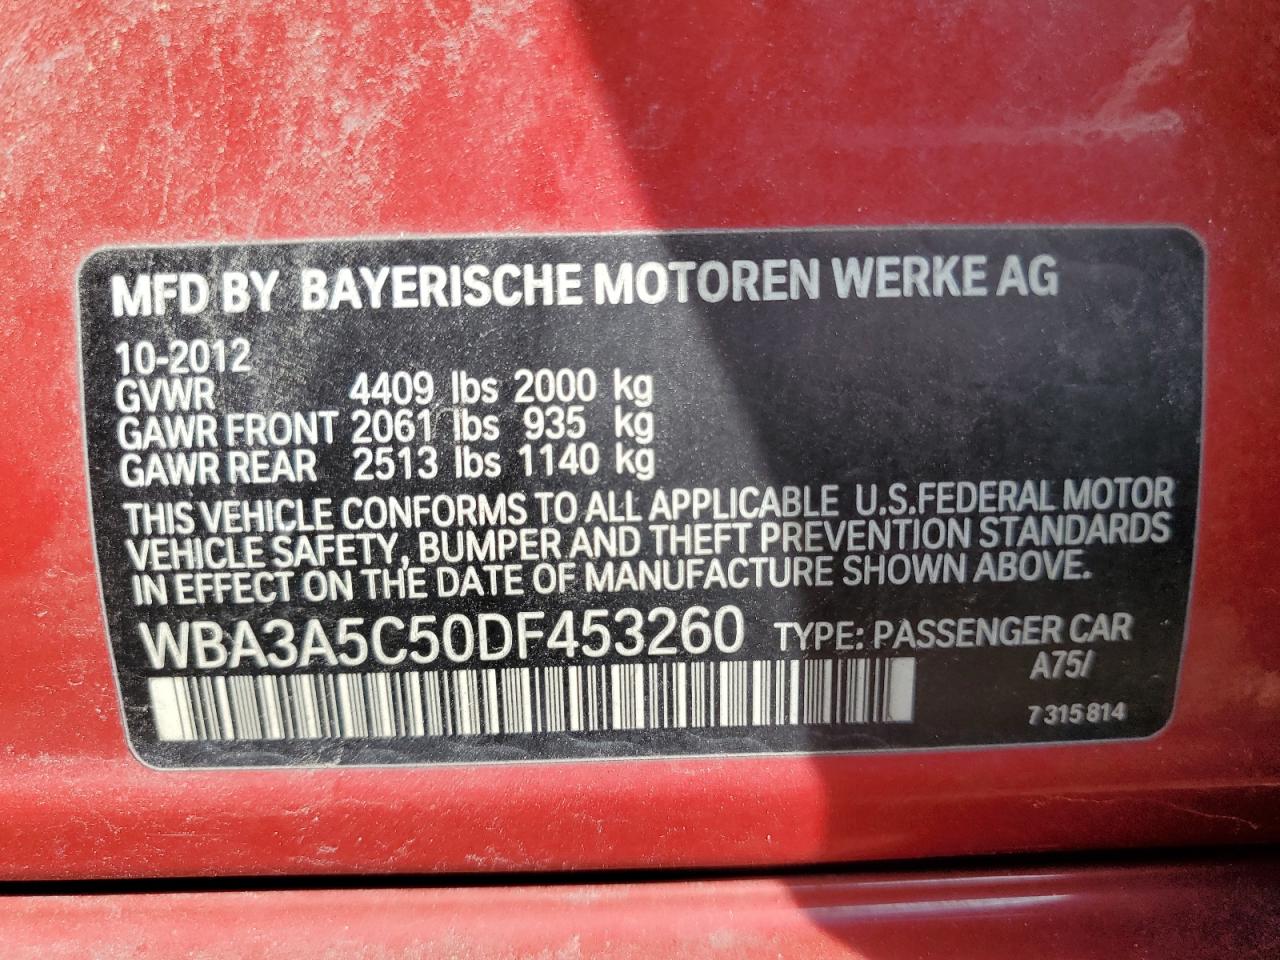 MFD BY BAYERISCHE MOTOREN WERKE AG
10-2012
GVWR 4409 lbs 2000 kg
GAWR FRONT 2061 lbs 935 kg
GAWR REAR 2513 lbs 1140 kg
THIS VEHICLE CONFORMS TO ALL APPLICABLE U.S.FEDERAL MOTOR
VEHICLE SAFETY, BUMPER AND THEFT PREVENTION STANDARDS
IN EFFECT ON THE DATE OF MANUFACTURE SHOWN ABOVE.
WBA3A5C50DF453260 TYPE: PASSENGER CAR
A75/
7 315 814